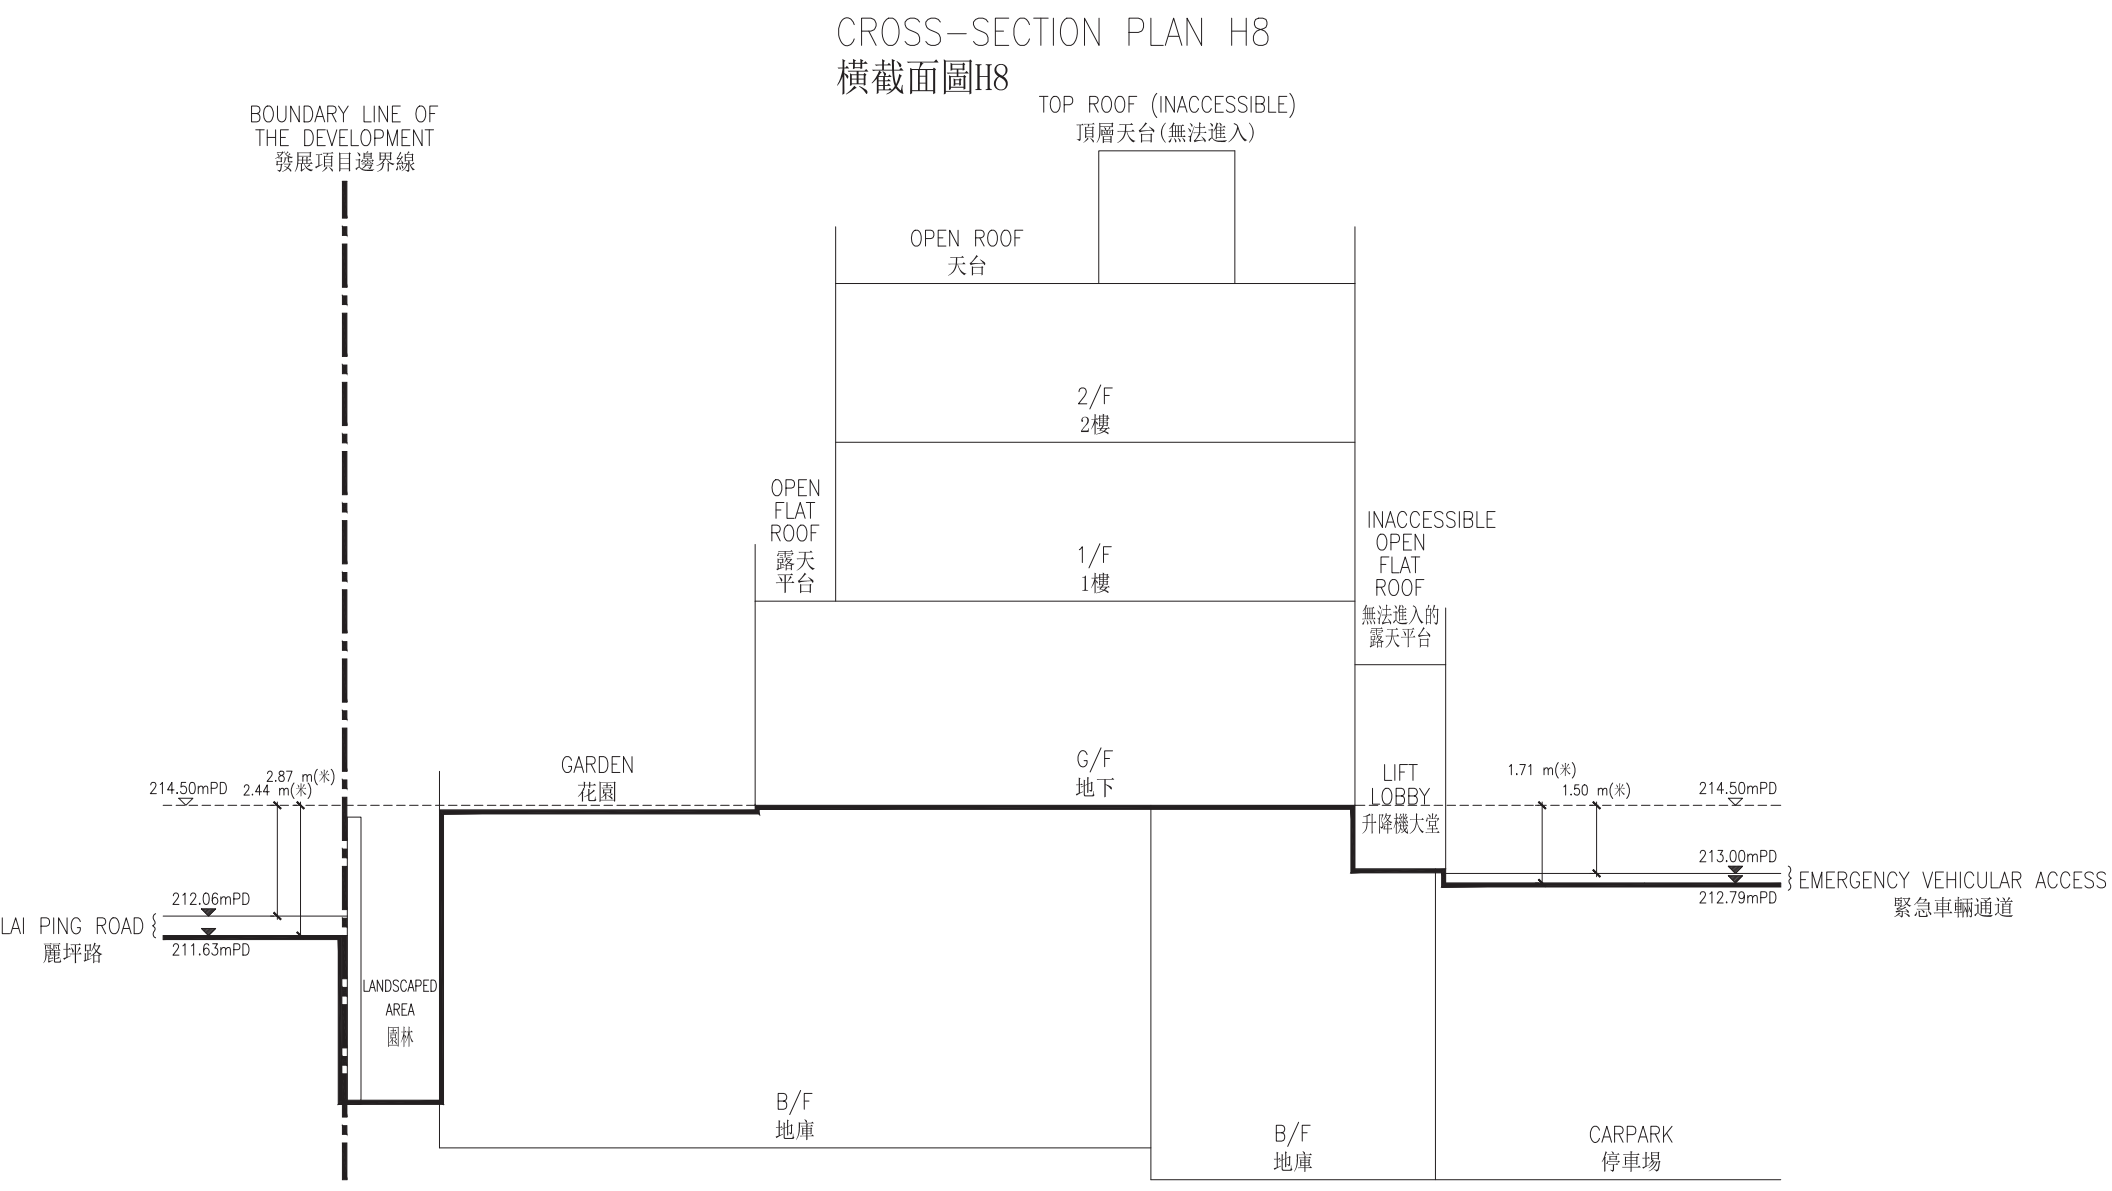 CROSS-SECTION PLAN H8
橫截面圖H8
BOUNDARY LINE OF
THE DEVELOPMENT
發展項目邊界線
TOP ROOF (INACCESSIBLE)
頂層天台(無法進入)
OPEN ROOF
天台
2/F
2樓
OPEN
FLAT
ROOF
露天
平台
1/F
1樓
INACCESSIBLE
OPEN
FLAT
ROOF
無法進入的
露天平台
GARDEN
花園
G/F
地下
LIFT
LOBBY
升降機大堂
214.50mPD
2.87 m(米)
2.44 m(米)
1.71 m(米)
1.50 m(米)
214.50mPD
212.06mPD
LAI PING ROAD
麗坪路
211.63mPD
213.00mPD
EMERGENCY VEHICULAR ACCESS
緊急車輛通道
212.79mPD
LANDSCAPED
AREA
園林
B/F
地庫
B/F
地庫
CARPARK
停車場